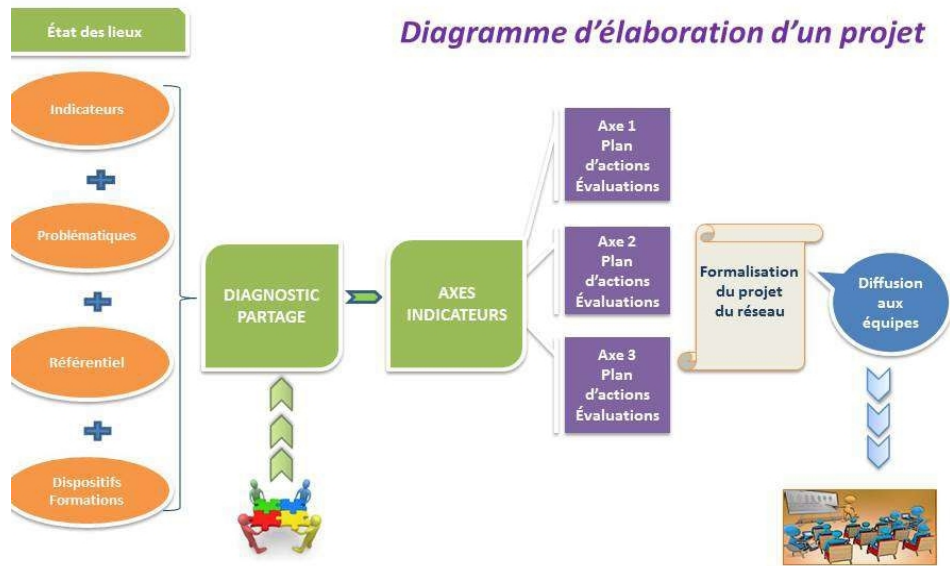 État des lieux
Diagramme d'élaboration d'un projet
Indicateurs
Problématiques
Référentiel
Dispositifs
Formations
DIAGNOSTIC
PARTAGE
AXES
INDICATEURS
Axe 1
Plan
d'actions
Évaluations
Axe 2
Plan
d'actions
Évaluations
Axe 3
Plan
d'actions
Évaluations
Formalisation
du projet
du réseau
Diffusion
aux
équipes